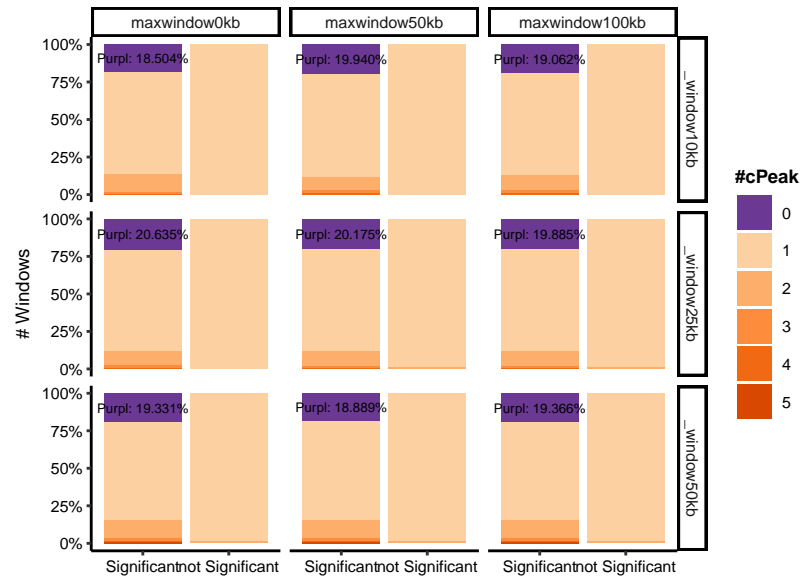 maxwindow0kb maxwindow50kb maxwindow100kb
100%
75%
50%
25%
0%
Purpl: 18.504%
Purpl: 19.940%
Purpl: 19.062%
_window10kb
100%
75%
50%
25%
0%
Purpl: 20.635%
Purpl: 20.175%
Purpl: 19.885%
_window25kb
100%
75%
50%
25%
0%
Purpl: 19.331%
Purpl: 18.889%
Purpl: 19.366%
_window50kb
# Windows
Significant not Significant
Significant not Significant
Significant not Significant
#cPeak
0
1
2
3
4
5